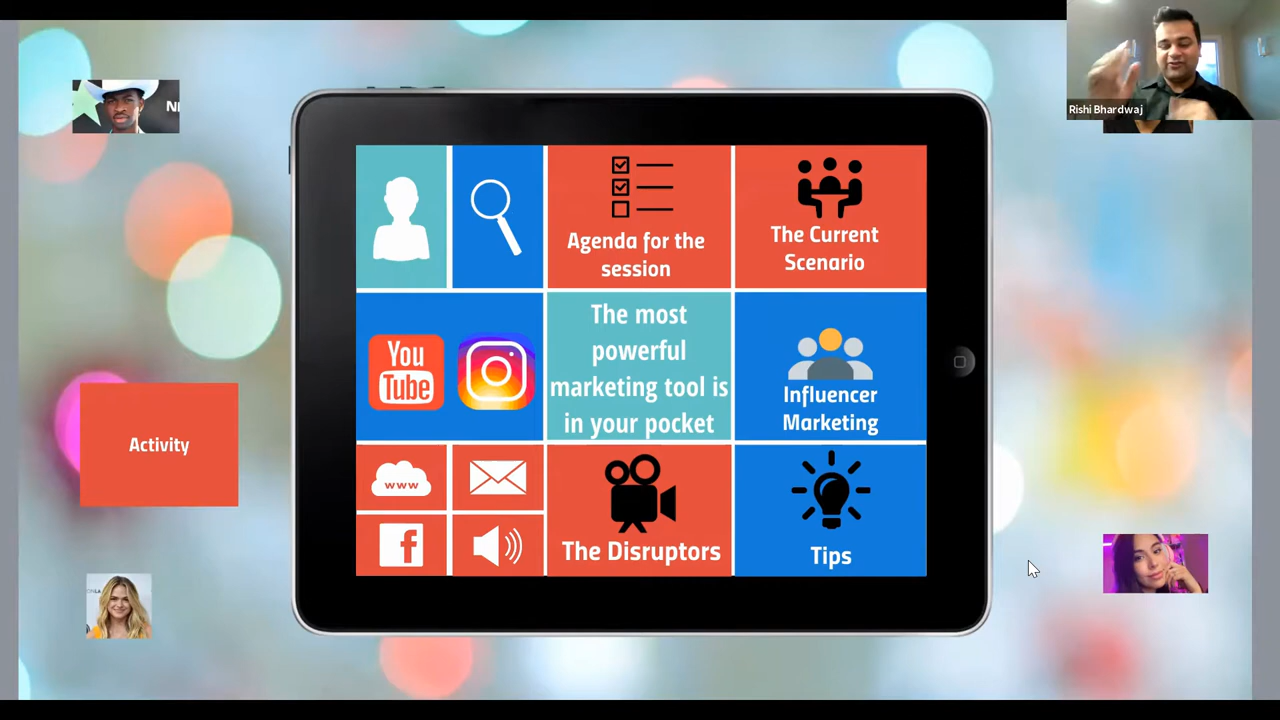 Rishi Bhardwaj
Agenda for the
session
The Current
Scenario
You
Tube
The most
powerful
marketing tool is
in your pocket
Influencer
Marketing
Activity
www
f
The Disruptors
Tips